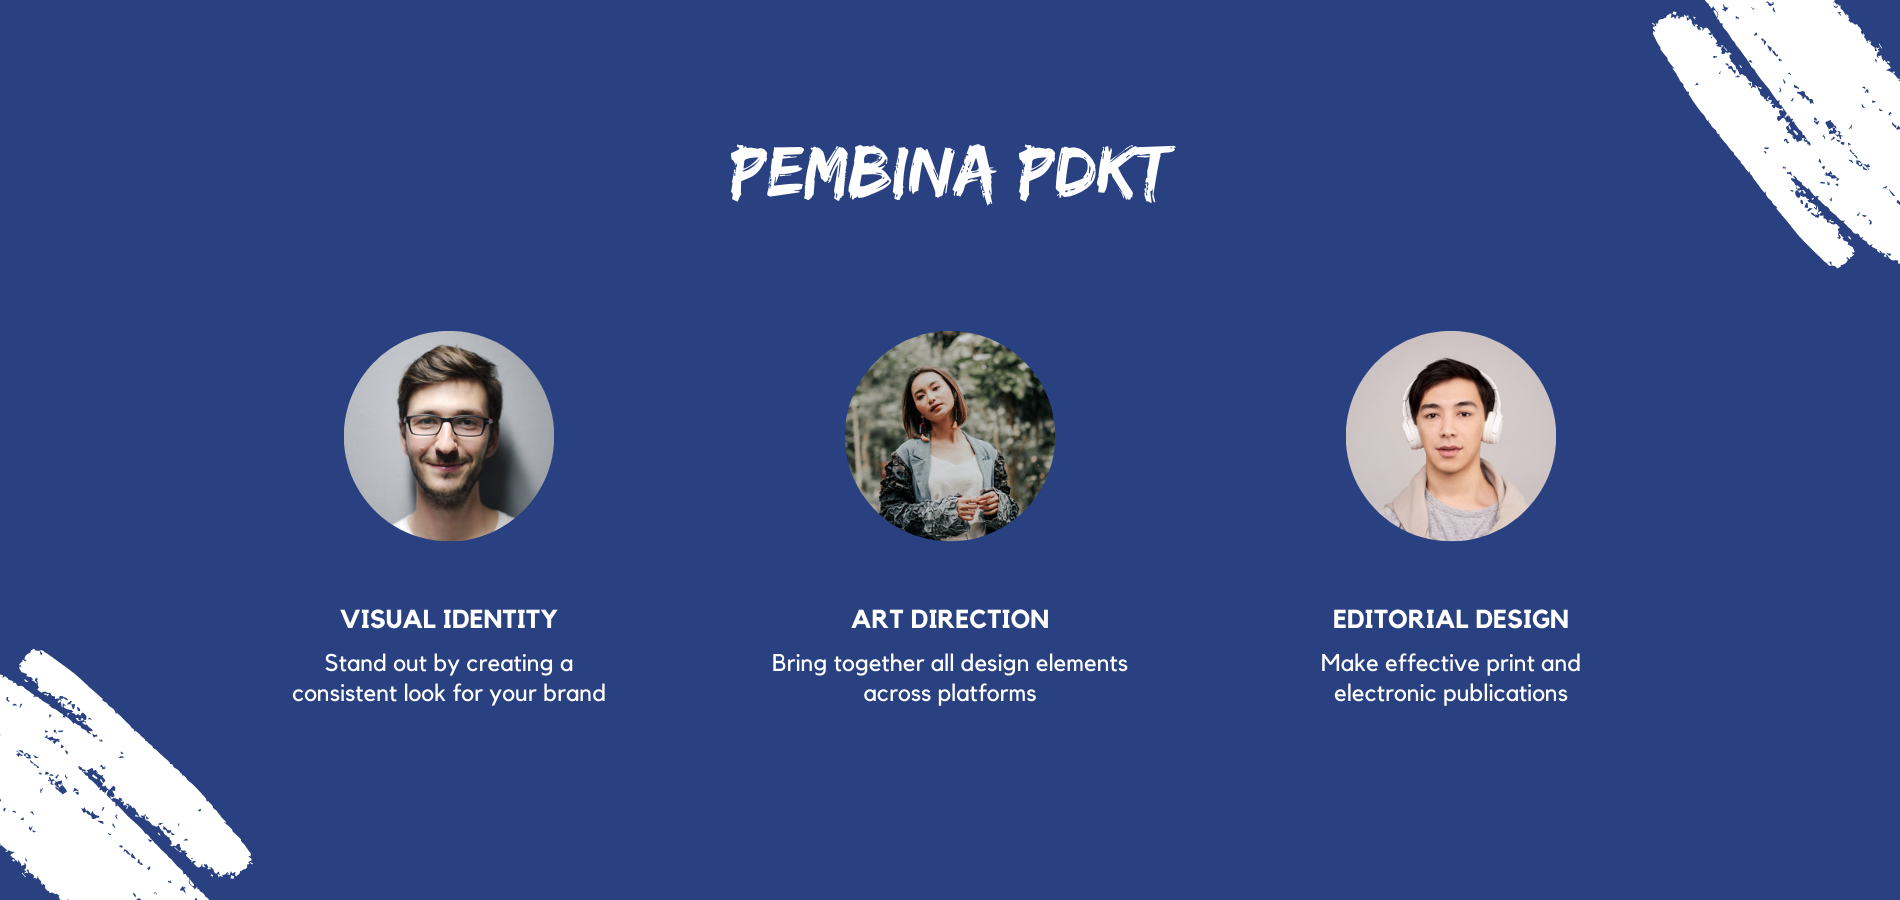 PEMBINA PDKT
VISUAL IDENTITY
Stand out by creating a
consistent look for your brand
ART DIRECTION
Bring together all design elements
across platforms
EDITORIAL DESIGN
Make effective print and
electronic publications